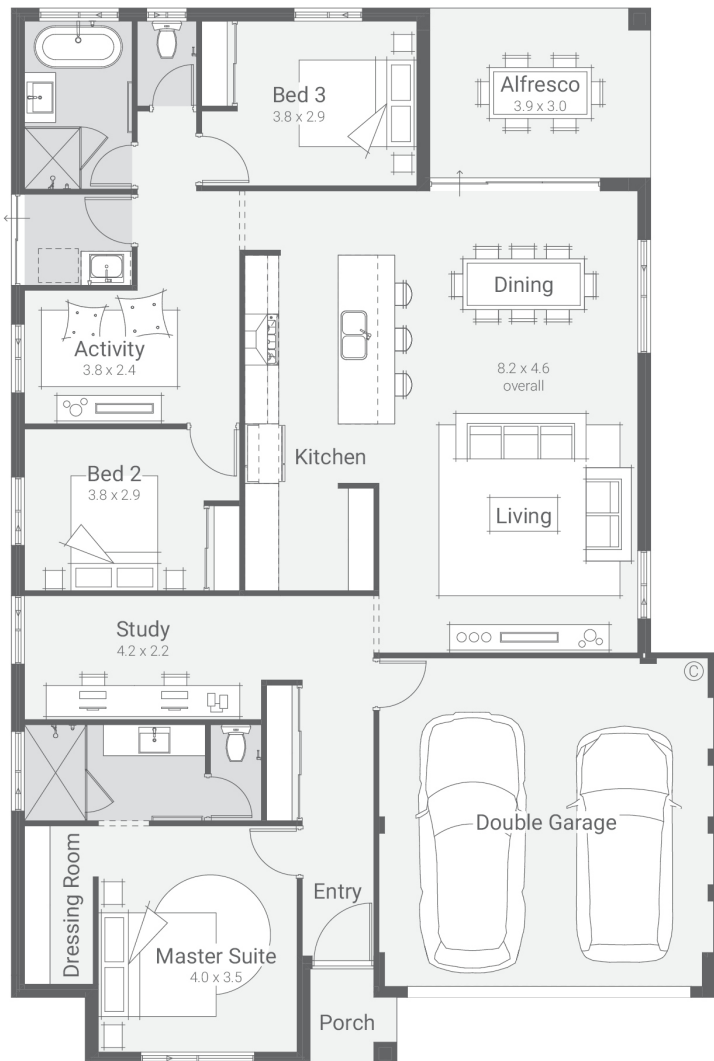 Bed 3
3.8 x 2.9
Alfresco
3.9 x 3.0
Dining
Activity
3.8 x 2.4
8.2 x 4.6
overall
Kitchen
Bed 2
3.8 x 2.9
Living
Study
4.2 x 2.2
C
Double Garage
Dressing Room
Entry
Master Suite
4.0 x 3.5
Porch